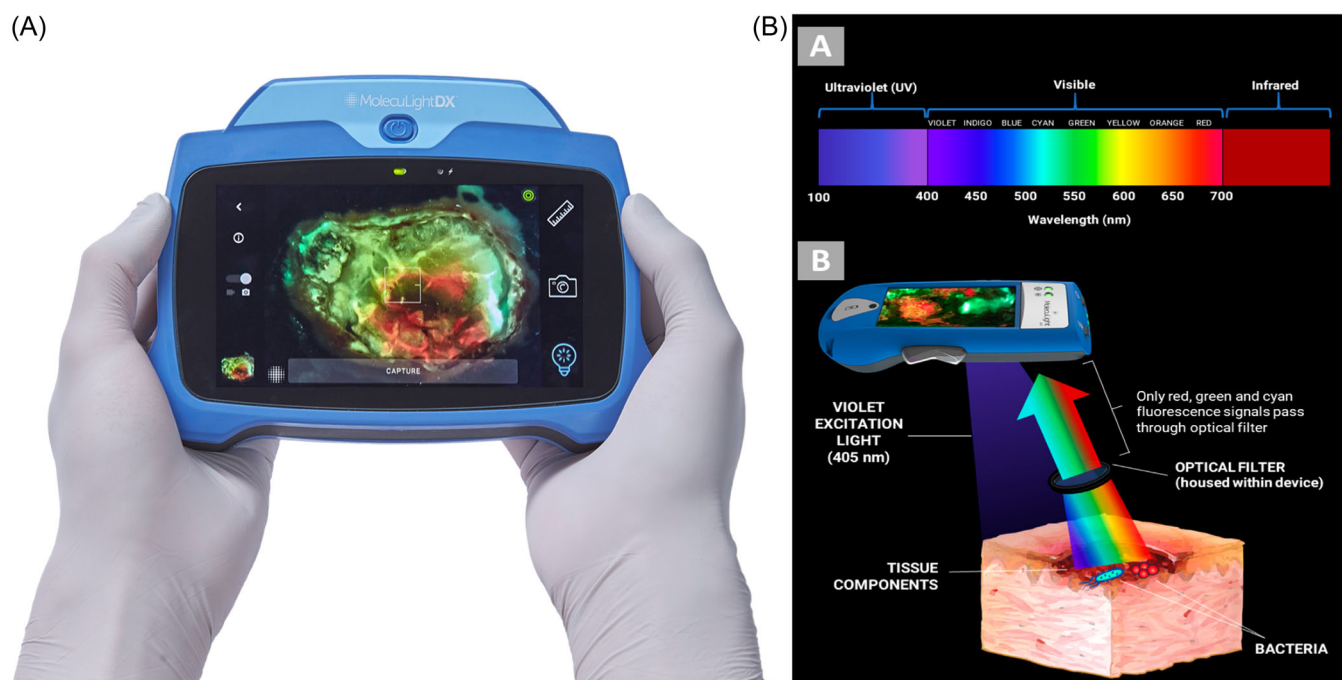 (A)
MolecuLightDX
CAPTURE
(B)
A
Ultraviolet (UV) Visible Infrared
VIOLET INDIGO BLUE CYAN GREEN YELLOW ORANGE RED
100 400 450 500 550 600 650 700
Wavelength (nm)
B
MolecuLight
VIOLET
EXCITATION
LIGHT
(405 nm)
Only red, green and cyan
fluorescence signals pass
through optical filter
OPTICAL FILTER
(housed within device)
TISSUE
COMPONENTS
BACTERIA